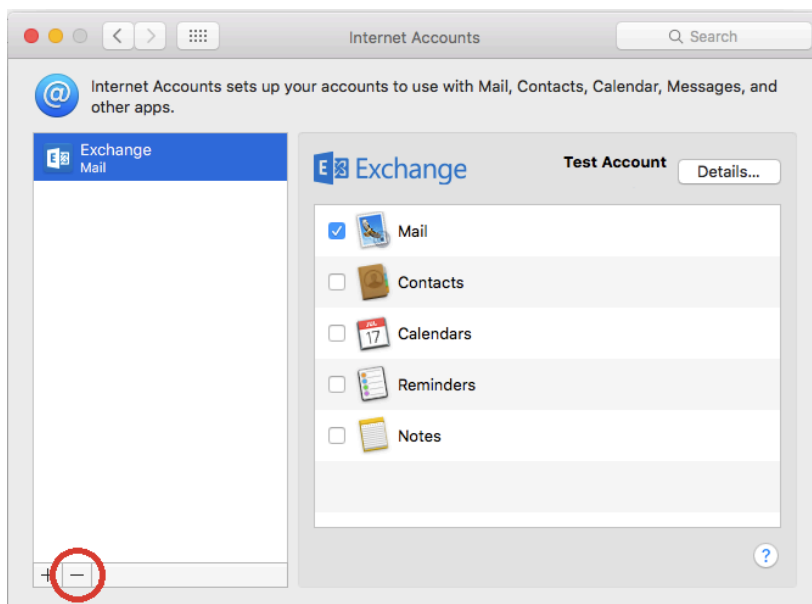 Internet Accounts
Search
Internet Accounts sets up your accounts to use with Mail, Contacts, Calendar, Messages, and
other apps.
Exchange
Mail
E Exchange
Test Account
Details...
Mail
Contacts
JUL
17
Calendars
Reminders
Notes
+
−
?